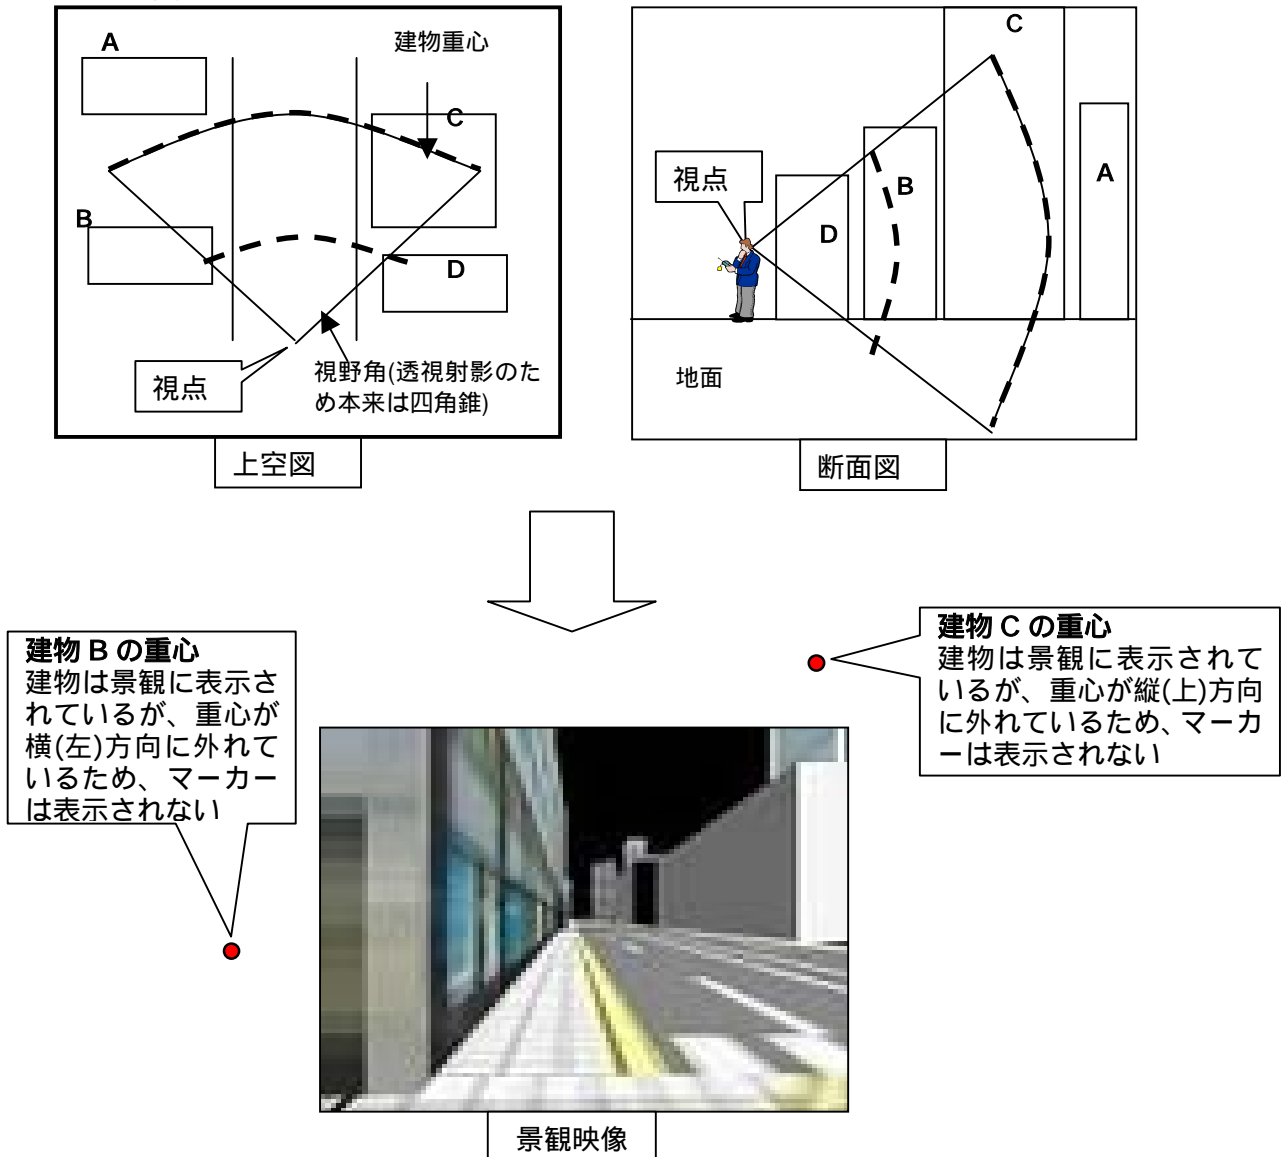 A
建物重心
C
B
D
視点
視野角(透視射影のた
め本来は四角錐)
上空図
C
視点
B
A
D
地面
断面図
建物 B の重心
建物は景観に表示さ
れているが、重心が
横(左)方向に外れて
いるため、マーカー
は表示されない
建物 C の重心
建物は景観に表示されて
いるが、重心が縦(上)方向
に外れているため、マーカ
ーは表示されない
景観映像